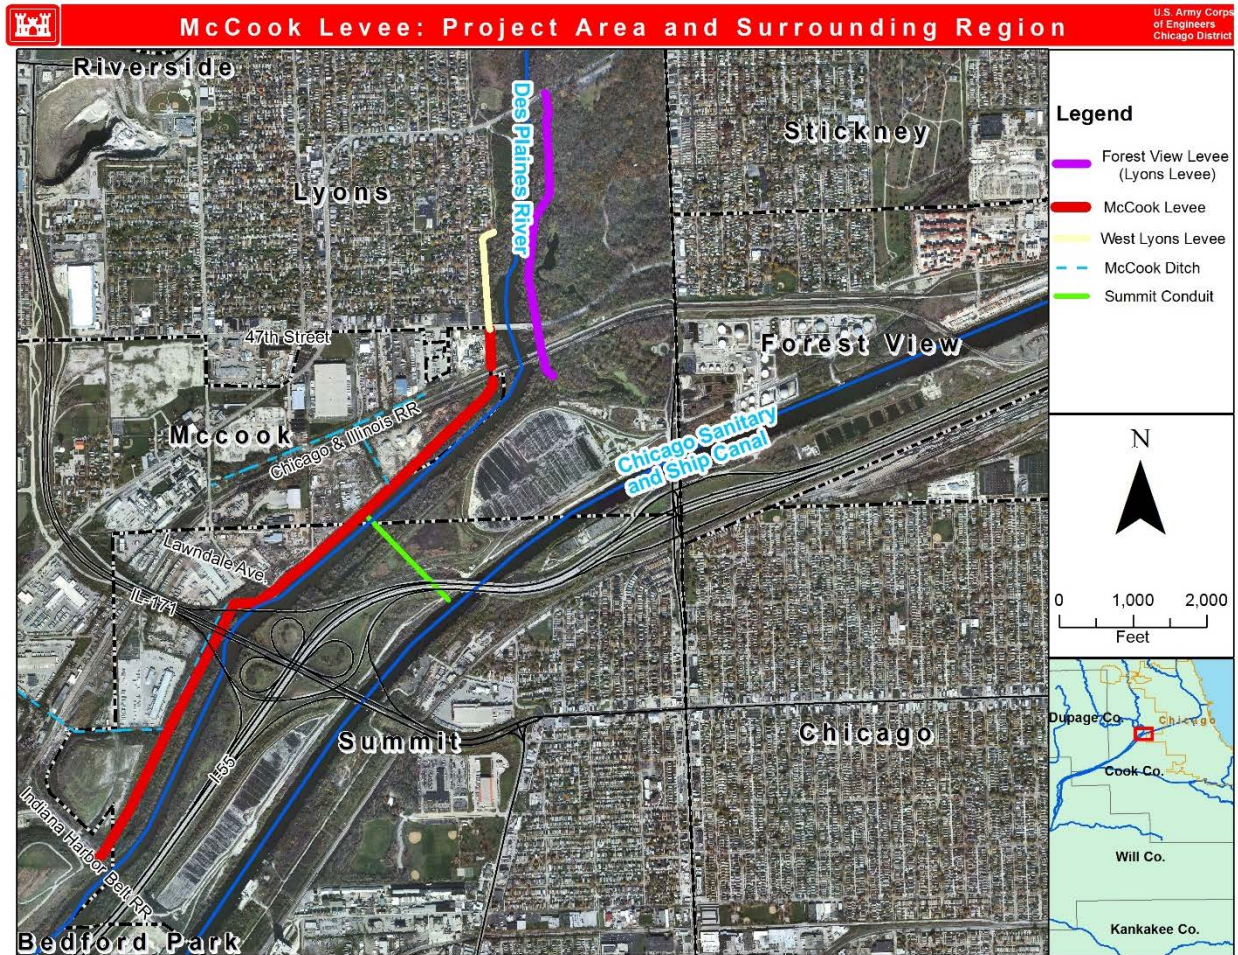 McCook Levee: Project Area and Surrounding Region
U.S. Army Corps
of Engineers
Chicago District
Riverside
Lyons
Des Plaines River
Stickney
47th Street
Forest View
Mccook
Chicago & Illinois RR
Chicago Sanitary
and Ship Canal
Lawndale Ave.
IL-171
I-55
Summit
Chicago
Indiana Harbor Belt RR
Bedford Park
Legend
Forest View Levee
(Lyons Levee)
McCook Levee
West Lyons Levee
McCook Ditch
Summit Conduit
N
0 1,000 2,000
Feet
Dupage Co.
Chicago
Cook Co.
Will Co.
Kankakee Co.